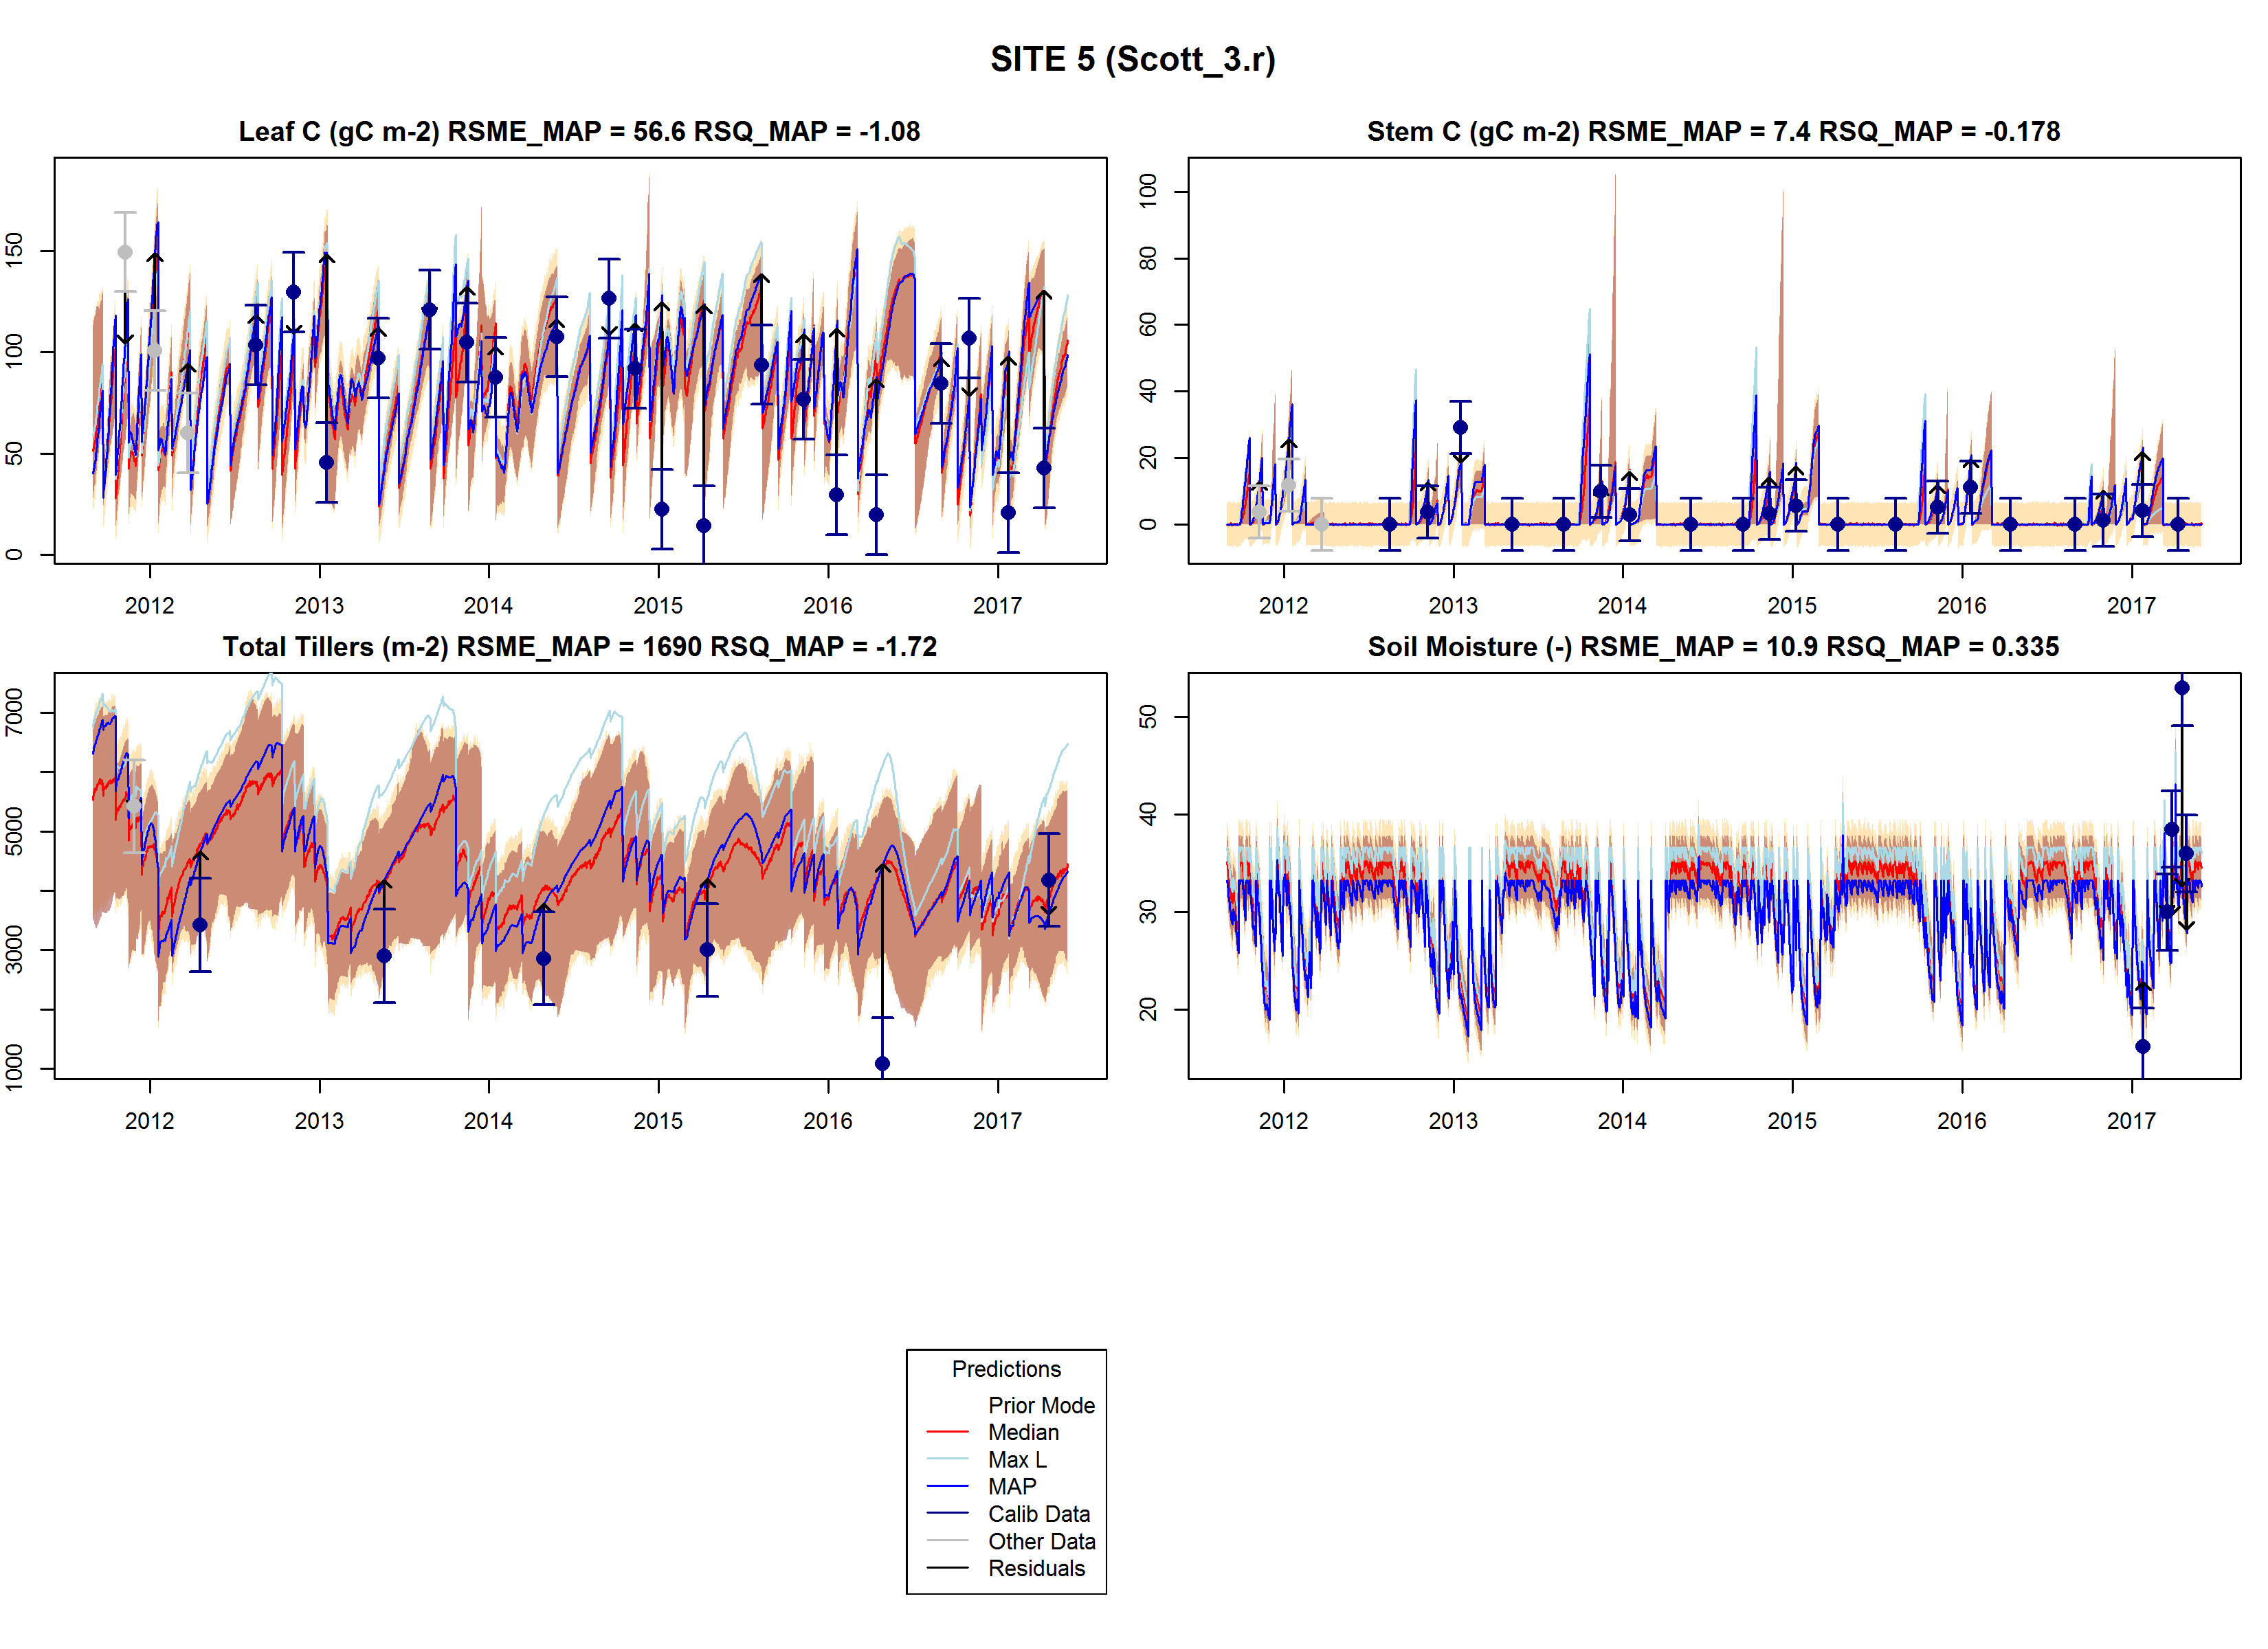 SITE 5 (Scott_3.r)
Leaf C (gC m-2) RSME_MAP = 56.6 RSQ_MAP = -1.08
150
100
50
0
2012 2013 2014 2015 2016 2017
Stem C (gC m-2) RSME_MAP = 7.4 RSQ_MAP = -0.178
100
80
60
40
20
0
2012 2013 2014 2015 2016 2017
Total Tillers (m-2) RSME_MAP = 1690 RSQ_MAP = -1.72
7000
5000
3000
1000
2012 2013 2014 2015 2016 2017
Soil Moisture (-) RSME_MAP = 10.9 RSQ_MAP = 0.335
50
40
30
20
2012 2013 2014 2015 2016 2017
Predictions
Prior Mode
Median
Max L
MAP
Calib Data
Other Data
Residuals